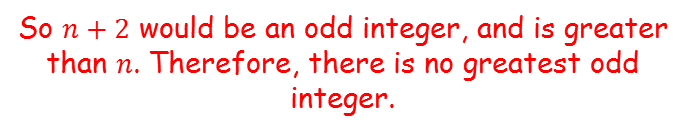 So n + 2 would be an odd integer, and is greater
than n. Therefore, there is no greatest odd
integer.